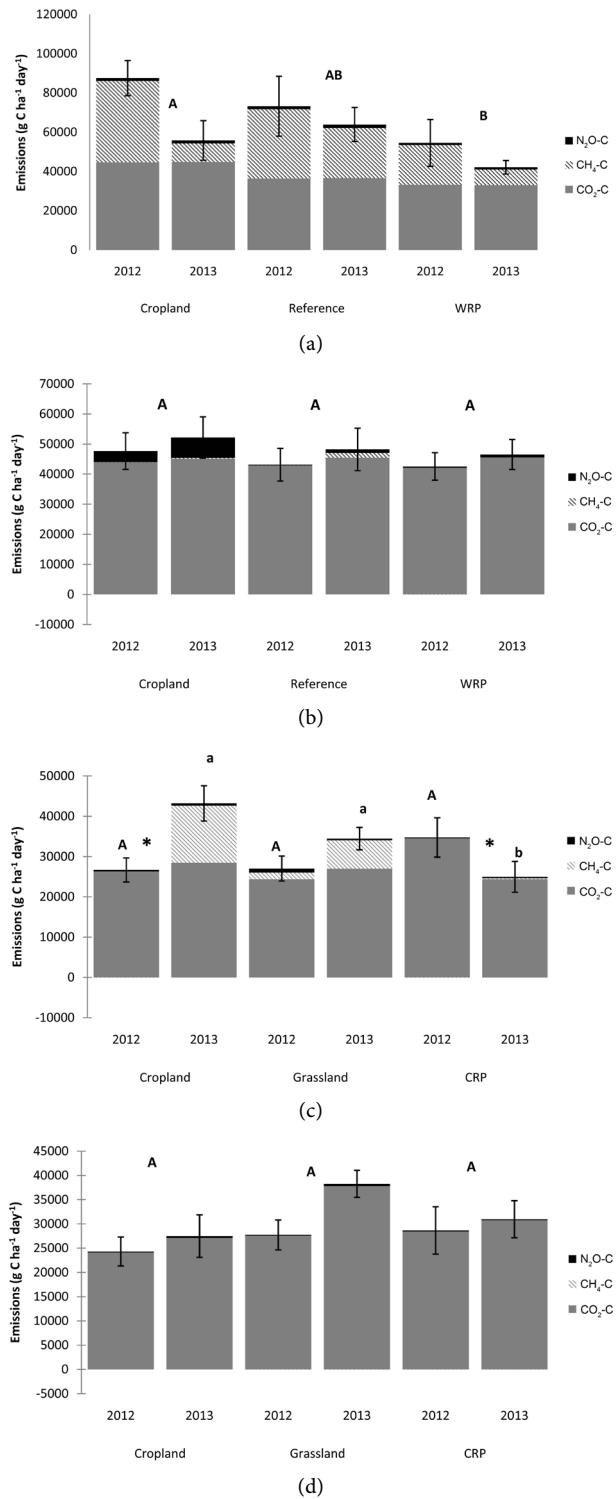 120000
100000
80000
60000
40000
20000
0
Emissions (g C ha⁻¹ day⁻¹)
A
AB
B
N₂O-C
CH₄-C
CO₂-C
2012 2013 2012 2013 2012 2013
Cropland Reference WRP
(a)
70000
60000
50000
40000
30000
20000
10000
0
-10000
Emissions (g C ha⁻¹ day⁻¹)
A A A
N₂O-C
CH₄-C
CO₂-C
2012 2013 2012 2013 2012 2013
Cropland Reference WRP
(b)
50000
40000
30000
20000
10000
0
-10000
Emissions (g C ha⁻¹ day⁻¹)
A * a A a A * b
N₂O-C
CH₄-C
CO₂-C
2012 2013 2012 2013 2012 2013
Cropland Grassland CRP
(c)
45000
40000
35000
30000
25000
20000
15000
10000
5000
0
-5000
Emissions (g C ha⁻¹ day⁻¹)
A A A
N₂O-C
CH₄-C
CO₂-C
2012 2013 2012 2013 2012 2013
Cropland Grassland CRP
(d)